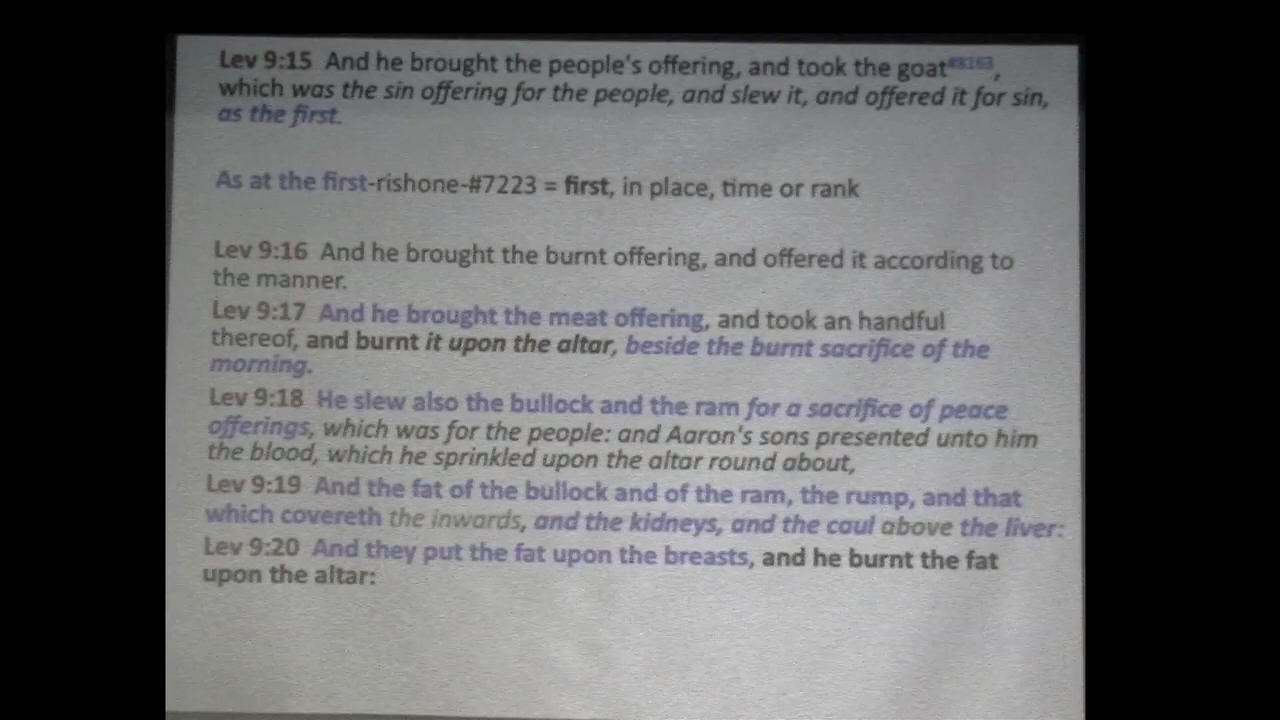 Lev 9:15 And he brought the people's offering, and took the goat#8163,
which was the sin offering for the people, and slew it, and offered it for sin,
as the first.
As at the first-rishone-#7223 = first, in place, time or rank
Lev 9:16 And he brought the burnt offering, and offered it according to
the manner.
Lev 9:17 And he brought the meat offering, and took an handful
thereof, and burnt it upon the altar, beside the burnt sacrifice of the
morning.
Lev 9:18 He slew also the bullock and the ram for a sacrifice of peace
offerings, which was for the people: and Aaron's sons presented unto him
the blood, which he sprinkled upon the altar round about,
Lev 9:19 And the fat of the bullock and of the ram, the rump, and that
which covereth the inwards, and the kidneys, and the caul above the liver:
Lev 9:20 And they put the fat upon the breasts, and he burnt the fat
upon the altar: